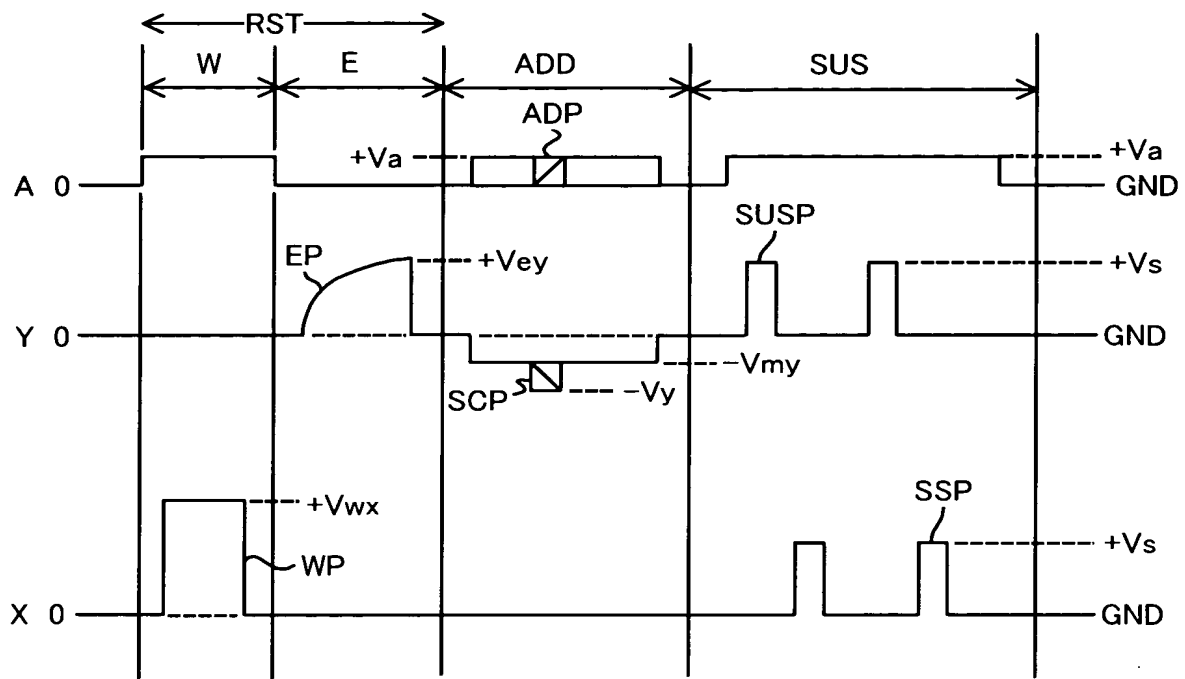 RST
W E ADD SUS
ADP
+Va +Va
A 0 GND
SUSP
EP +Vey +Vs
Y 0 GND
−Vmy
SCP −Vy
+Vwx SSP
WP +Vs
X 0 GND